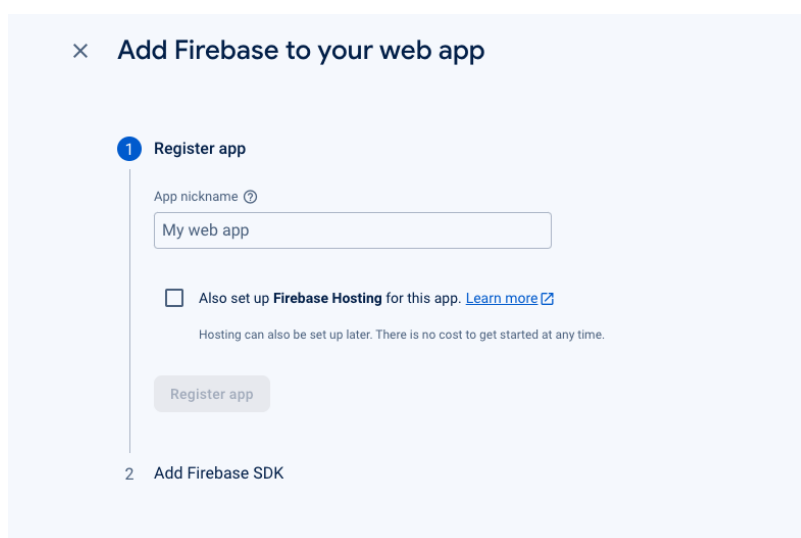 Add Firebase to your web app
1 Register app
App nickname
My web app
Also set up Firebase Hosting for this app. Learn more
Hosting can also be set up later. There is no cost to get started at any time.
Register app
2 Add Firebase SDK